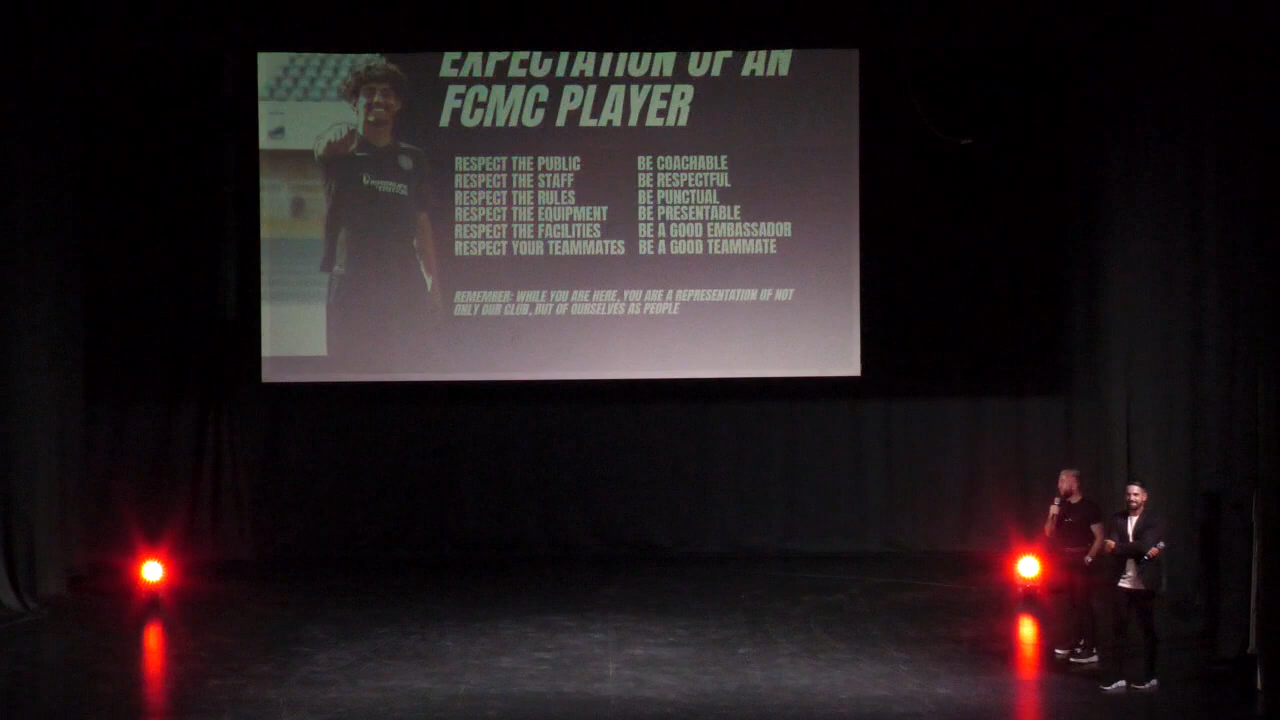 EXPECTATION OF AN
FCMC PLAYER
RESPECT THE PUBLIC
RESPECT THE STAFF
RESPECT THE RULES
RESPECT THE EQUIPMENT
RESPECT THE FACILITIES
RESPECT YOUR TEAMMATES
BE COACHABLE
BE RESPECTFUL
BE PUNCTUAL
BE PRESENTABLE
BE A GOOD EMBASSADOR
BE A GOOD TEAMMATE
REMEMBER: WHILE YOU ARE HERE, YOU ARE A REPRESENTATION OF NOT
ONLY OUR CLUB, BUT OF OURSELVES AS PEOPLE